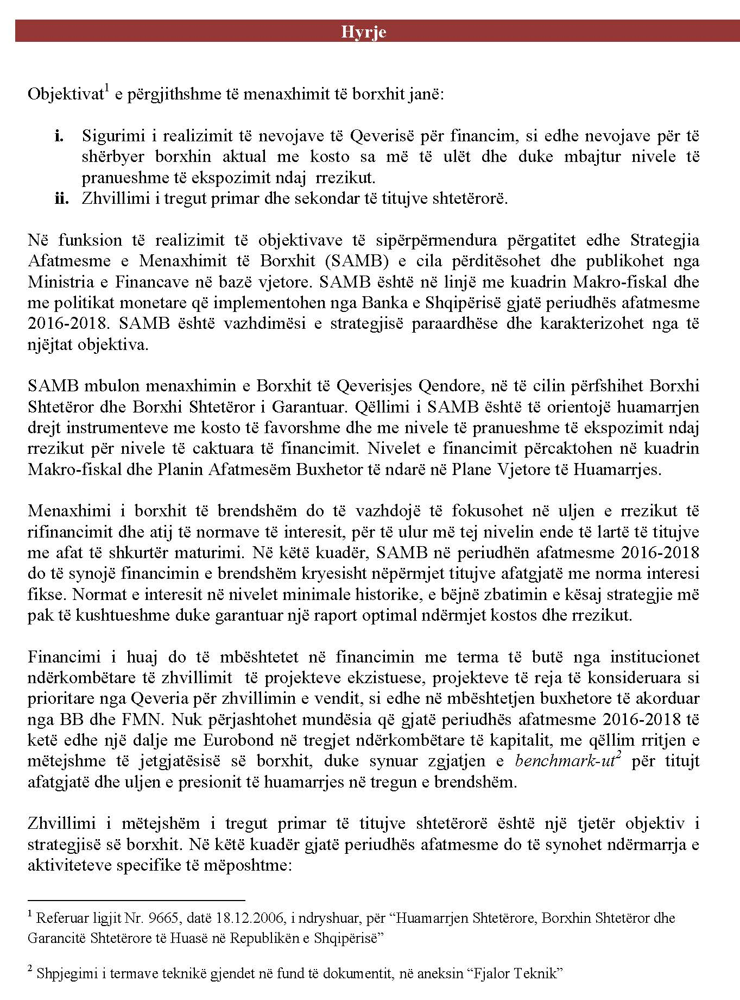 Hyrje
Objektivat1 e përgjithshme të menaxhimit të borxhit janë:
i. Sigurimi i realizimit të nevojave të Qeverisë për financim, si edhe nevojave për të
shërbyer borxhin aktual me kosto sa më të ulët dhe duke mbajtur nivele të
pranueshme të ekspozimit ndaj rrezikut.
ii. Zhvillimi i tregut primar dhe sekondar të titujve shtetërorë.
Në funksion të realizimit të objektivave të sipërpërmendura përgatitet edhe Strategjia
Afatmesme e Menaxhimit të Borxhit (SAMB) e cila përditësohet dhe publikohet nga
Ministria e Financave në bazë vjetore. SAMB është në linjë me kuadrin Makro-fiskal dhe
me politikat monetare që implementohen nga Banka e Shqipërisë gjatë periudhës afatmesme
2016-2018. SAMB është vazhdimësi e strategjisë paraardhëse dhe karakterizohet nga të
njëjtat objektiva.
SAMB mbulon menaxhimin e Borxhit të Qeverisjes Qendore, në të cilin përfshihet Borxhi
Shtetëror dhe Borxhi Shtetëror i Garantuar. Qëllimi i SAMB është të orientojë huamarrjen
drejt instrumenteve me kosto të favorshme dhe me nivele të pranueshme të ekspozimit ndaj
rrezikut për nivele të caktuara të financimit. Nivelet e financimit përcaktohen në kuadrin
Makro-fiskal dhe Planin Afatmesëm Buxhetor të ndarë në Plane Vjetore të Huamarrjes.
Menaxhimi i borxhit të brendshëm do të vazhdojë të fokusohet në uljen e rrezikut të
rifinancimit dhe atij të normave të interesit, për të ulur më tej nivelin ende të lartë të titujve
me afat të shkurtër maturimi. Në këtë kuadër, SAMB në periudhën afatmesme 2016-2018
do të synojë financimin e brendshëm kryesisht nëpërmjet titujve afatgjatë me norma interesi
fikse. Normat e interesit në nivelet minimale historike, e bëjnë zbatimin e kësaj strategjie më
pak të kushtueshme duke garantuar një raport optimal ndërmjet kostos dhe rrezikut.
Financimi i huaj do të mbështetet në financimin me terma të butë nga institucionet
ndërkombëtare të zhvillimit të projekteve ekzistuese, projekteve të reja të konsideruara si
prioritare nga Qeveria për zhvillimin e vendit, si edhe në mbështetjen buxhetore të akorduar
nga BB dhe FMN. Nuk përjashtohet mundësia që gjatë periudhës afatmesme 2016-2018 të
ketë edhe një dalje me Eurobond në tregjet ndërkombëtare të kapitalit, me qëllim rritjen e
mëtejshme të jetgjatësisë së borxhit, duke synuar zgjatjen e benchmark-ut2 për titujt
afatgjatë dhe uljen e presionit të huamarrjes në tregun e brendshëm.
Zhvillimi i mëtejshëm i tregut primar të titujve shtetërorë është një tjetër objektiv i
strategjisë së borxhit. Në këtë kuadër gjatë periudhës afatmesme do të synohet ndërmarrja e
aktiviteteve specifike të mëposhtme:
1 Referuar ligjit Nr. 9665, datë 18.12.2006, i ndryshuar, për “Huamarrjen Shtetërore, Borxhin Shtetëror dhe
Garancitë Shtetërore të Huasë në Republikën e Shqipërisë”
2 Shpjegimi i termave teknikë gjendet në fund të dokumentit, në aneksin “Fjalor Teknik”